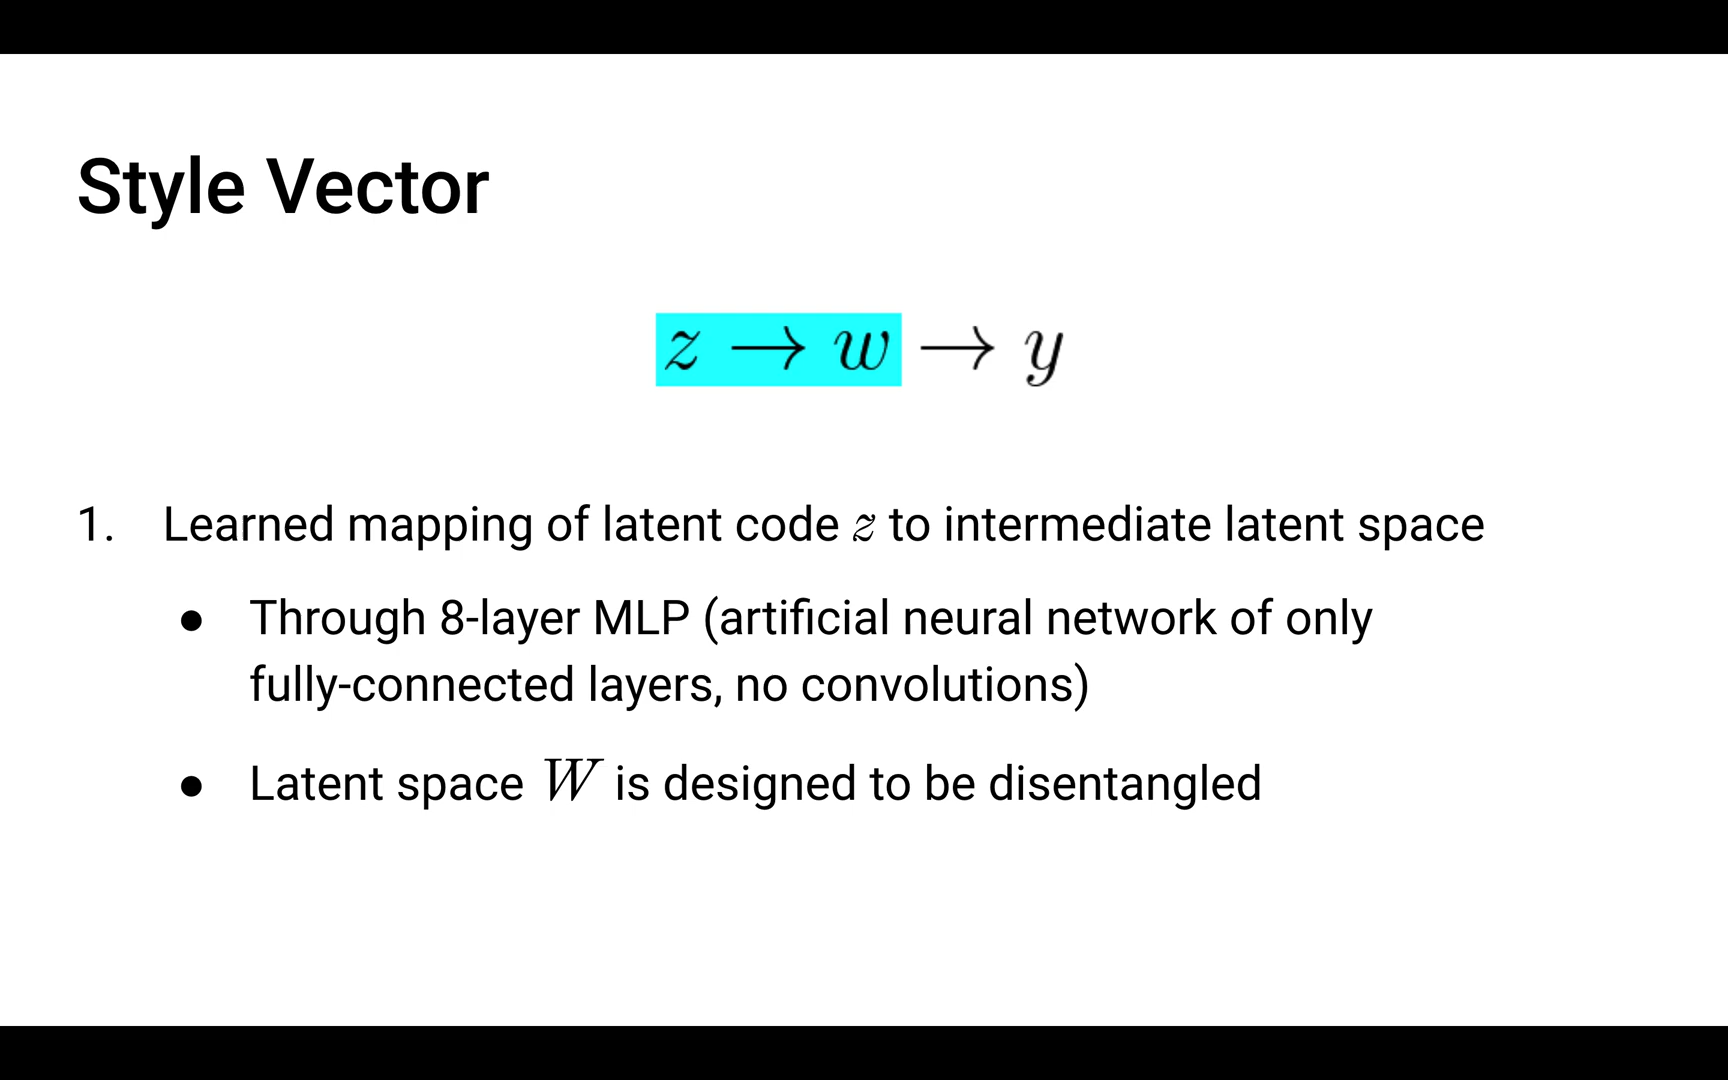 Style Vector
z → w → y
1. Learned mapping of latent code z to intermediate latent space
● Through 8-layer MLP (artificial neural network of only
fully-connected layers, no convolutions)
● Latent space W is designed to be disentangled